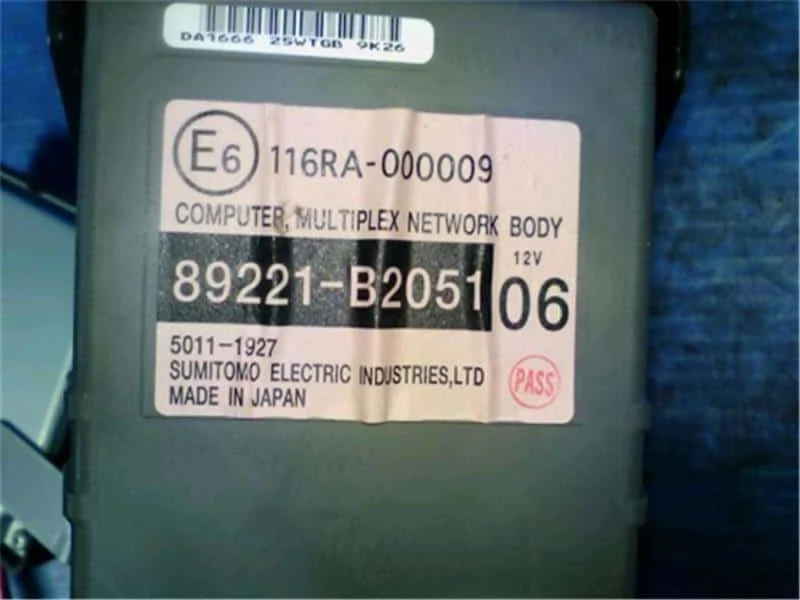 DA1666 2SWTGB 9K26
E6 116RA-000009
COMPUTER, MULTIPLEX NETWORK BODY
12V
89221-B2051 06
5011-1927
SUMITOMO ELECTRIC INDUSTRIES,LTD
MADE IN JAPAN
PASS